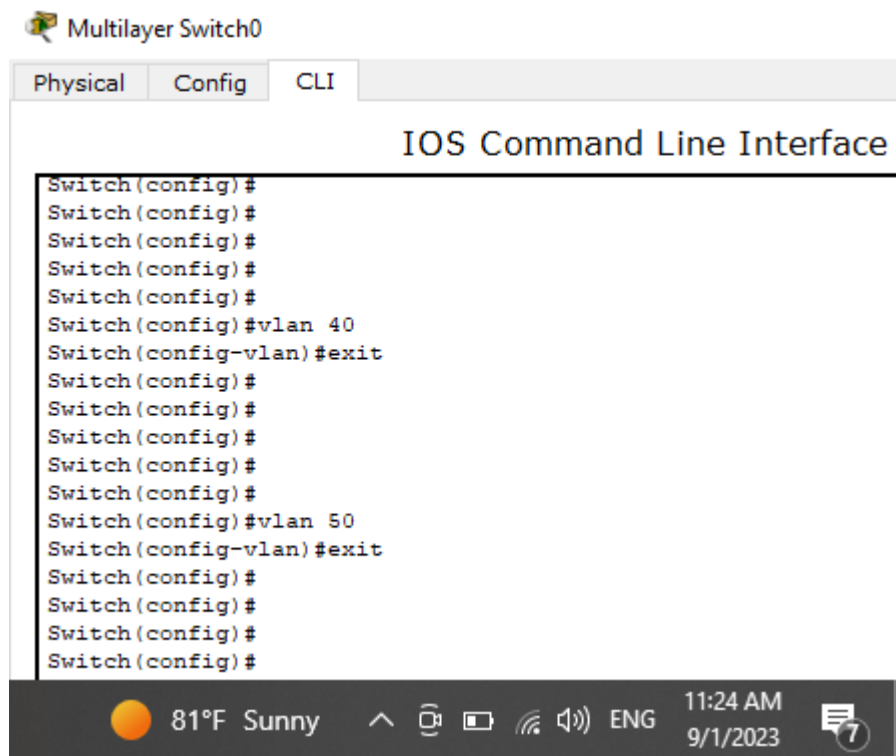 Multilayer Switch0
Physical Config CLI
IOS Command Line Interface
Switch(config)#
Switch(config)#
Switch(config)#
Switch(config)#
Switch(config)#
Switch(config)#vlan 40
Switch(config-vlan)#exit
Switch(config)#
Switch(config)#
Switch(config)#
Switch(config)#
Switch(config)#
Switch(config)#vlan 50
Switch(config-vlan)#exit
Switch(config)#
Switch(config)#
Switch(config)#
Switch(config)#
81°F Sunny ENG
11:24 AM
9/1/2023
7